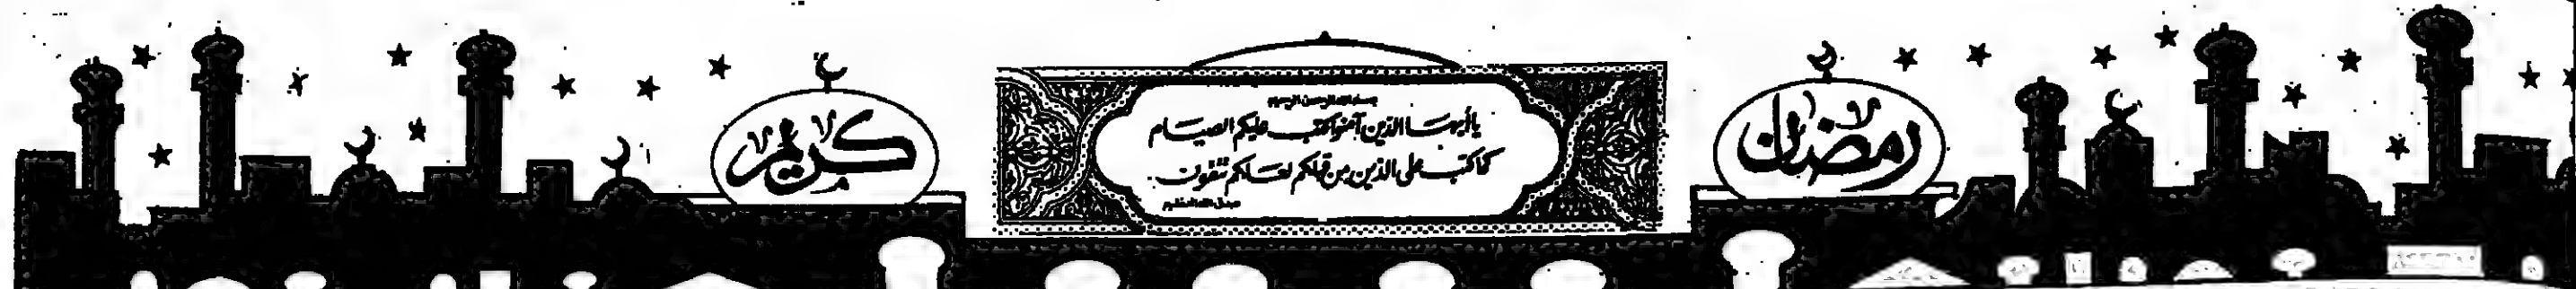 رمضان
بسم الله الرحمن الرحيم
يا أيها الذين آمنوا كتب عليكم الصيام
كما كتب على الذين من قبلكم لعلكم تتقون
صدق الله العظيم
كريم